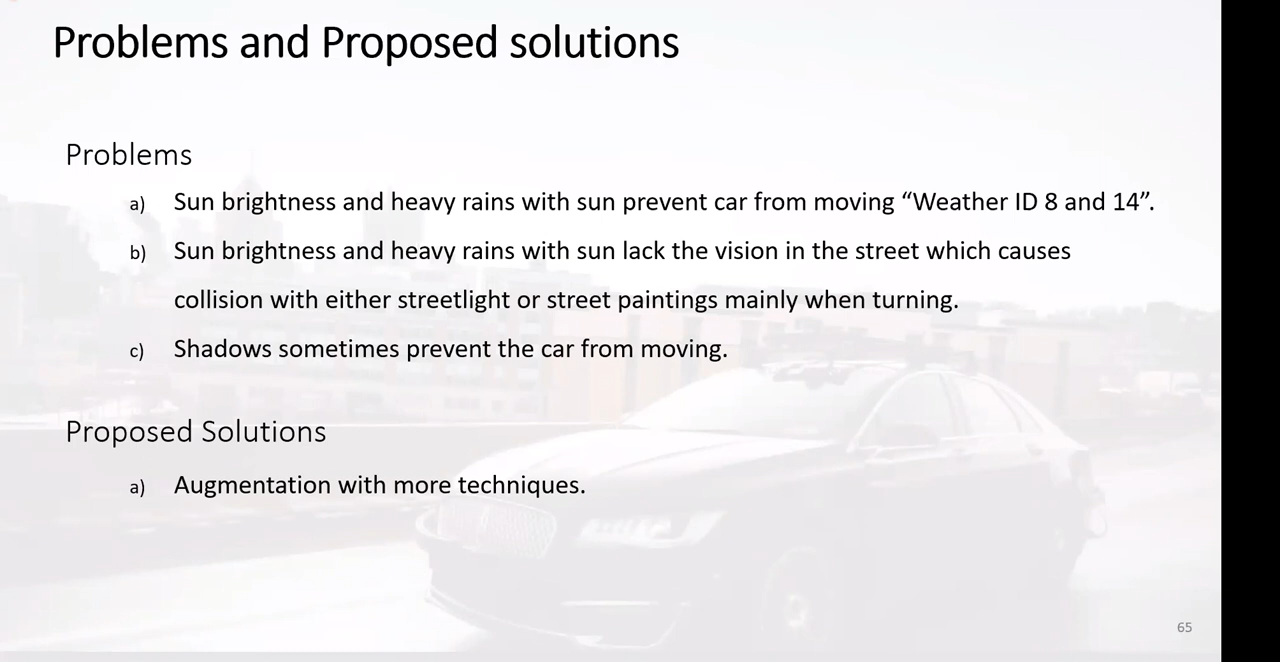 Problems and Proposed solutions
Problems
a) Sun brightness and heavy rains with sun prevent car from moving “Weather ID 8 and 14”.
b) Sun brightness and heavy rains with sun lack the vision in the street which causes
collision with either streetlight or street paintings mainly when turning.
c) Shadows sometimes prevent the car from moving.
Proposed Solutions
a) Augmentation with more techniques.
65